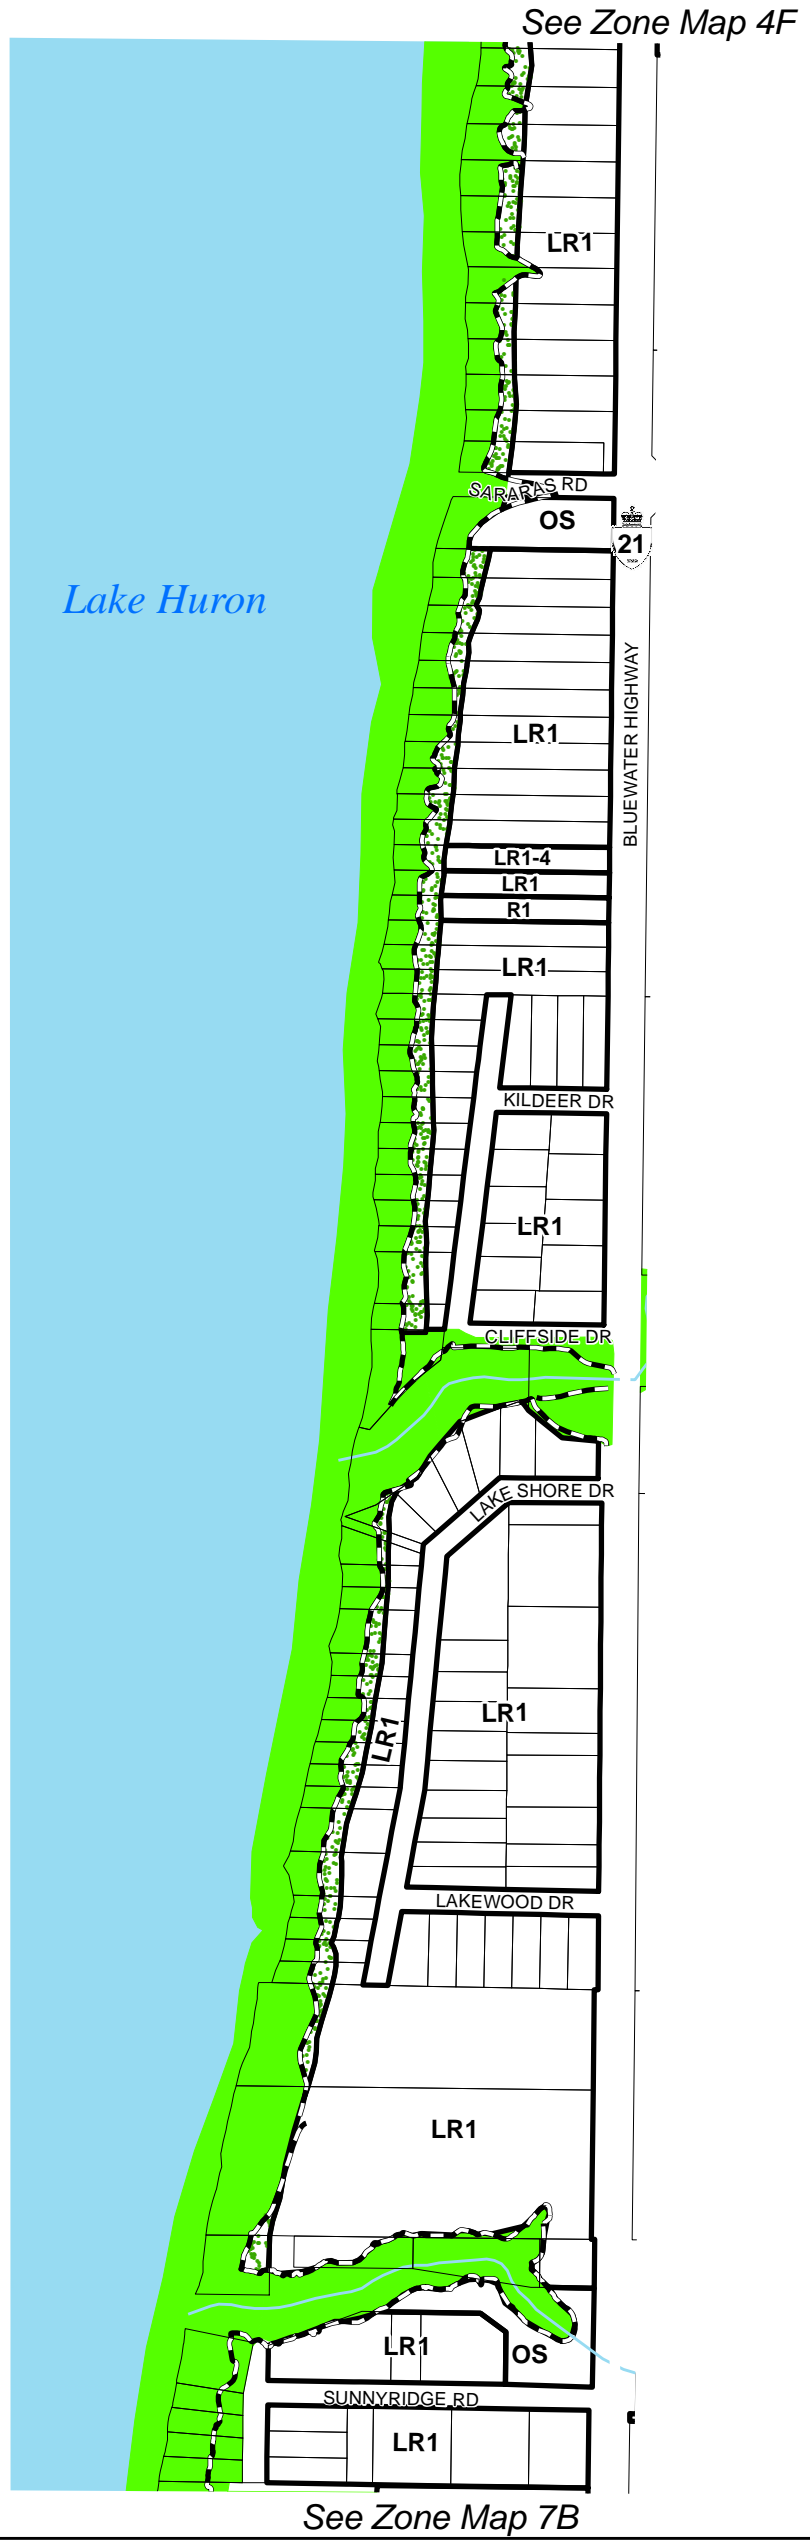 See Zone Map 4F
LR1
SARARAS RD
OS
21
Lake Huron
BLUEWATER HIGHWAY
LR1
LR1-4
LR1
R1
LR1
KILDEER DR
LR1
CLIFFSIDE DR
LAKE SHORE DR
LR1
LR1
LAKEWOOD DR
LR1
LR1
OS
SUNNYRIDGE RD
LR1
See Zone Map 7B